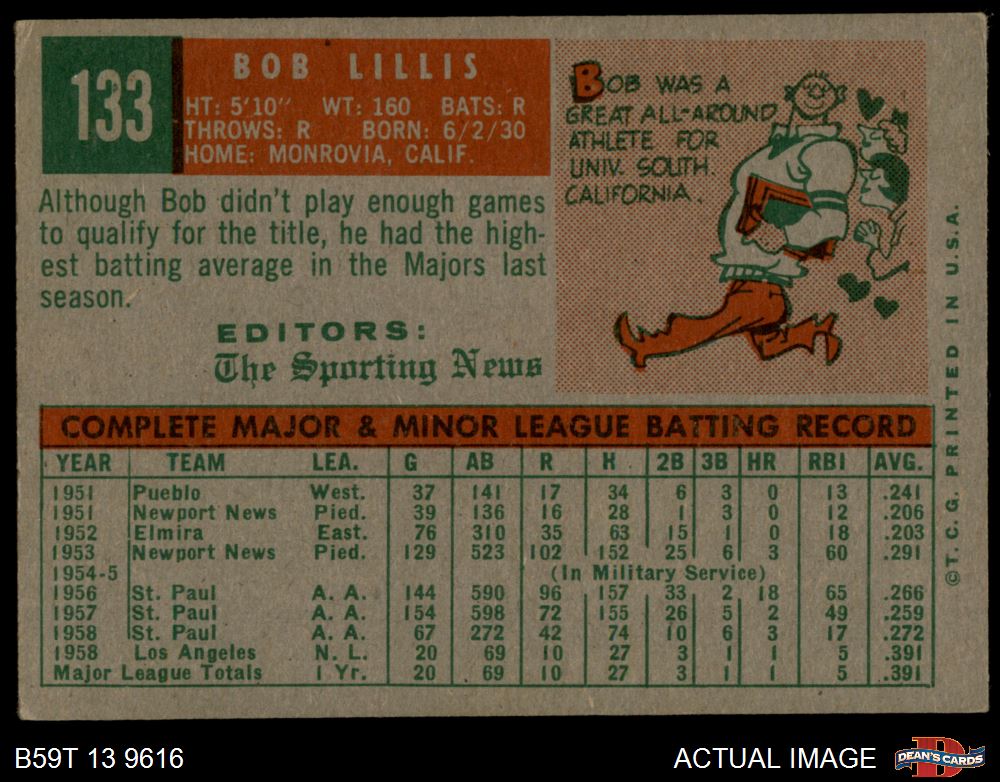 133
BOB LILLIS
HT: 5'10" WT: 160 BATS: R
THROWS: R BORN: 6/2/30
HOME: MONROVIA, CALIF.
Although Bob didn't play enough games
to qualify for the title, he had the high-
est batting average in the Majors last
season.
EDITORS:
The Sporting News
BOB WAS A
GREAT ALL-AROUND
ATHLETE FOR
UNIV. SOUTH.
CALIFORNIA.
COMPLETE MAJOR & MINOR LEAGUE BATTING RECORD
YEAR TEAM LEA. G AB R H 2B 3B HR RBI AVG.
1951 Pueblo West. 37 141 17 34 6 3 0 13 .241
1951 Newport News Pied. 39 136 16 28 1 3 0 12 .206
1952 Elmira East. 76 310 35 63 15 1 0 18 .203
1953 Newport News Pied. 129 523 102 152 25 6 3 60 .291
1954-5 (In Military Service)
1956 St. Paul A. A. 144 590 96 157 33 2 18 65 .266
1957 St. Paul A. A. 154 598 72 155 26 5 2 49 .259
1958 St. Paul A. A. 67 272 42 74 10 6 3 17 .272
1958 Los Angeles N. L. 20 69 10 27 3 1 1 5 .391
Major League Totals 1 Yr. 20 69 10 27 3 1 1 5 .391
©T.C.G. PRINTED IN U.S.A.
B59T 13 9616
ACTUAL IMAGE
DEAN'S CARDS